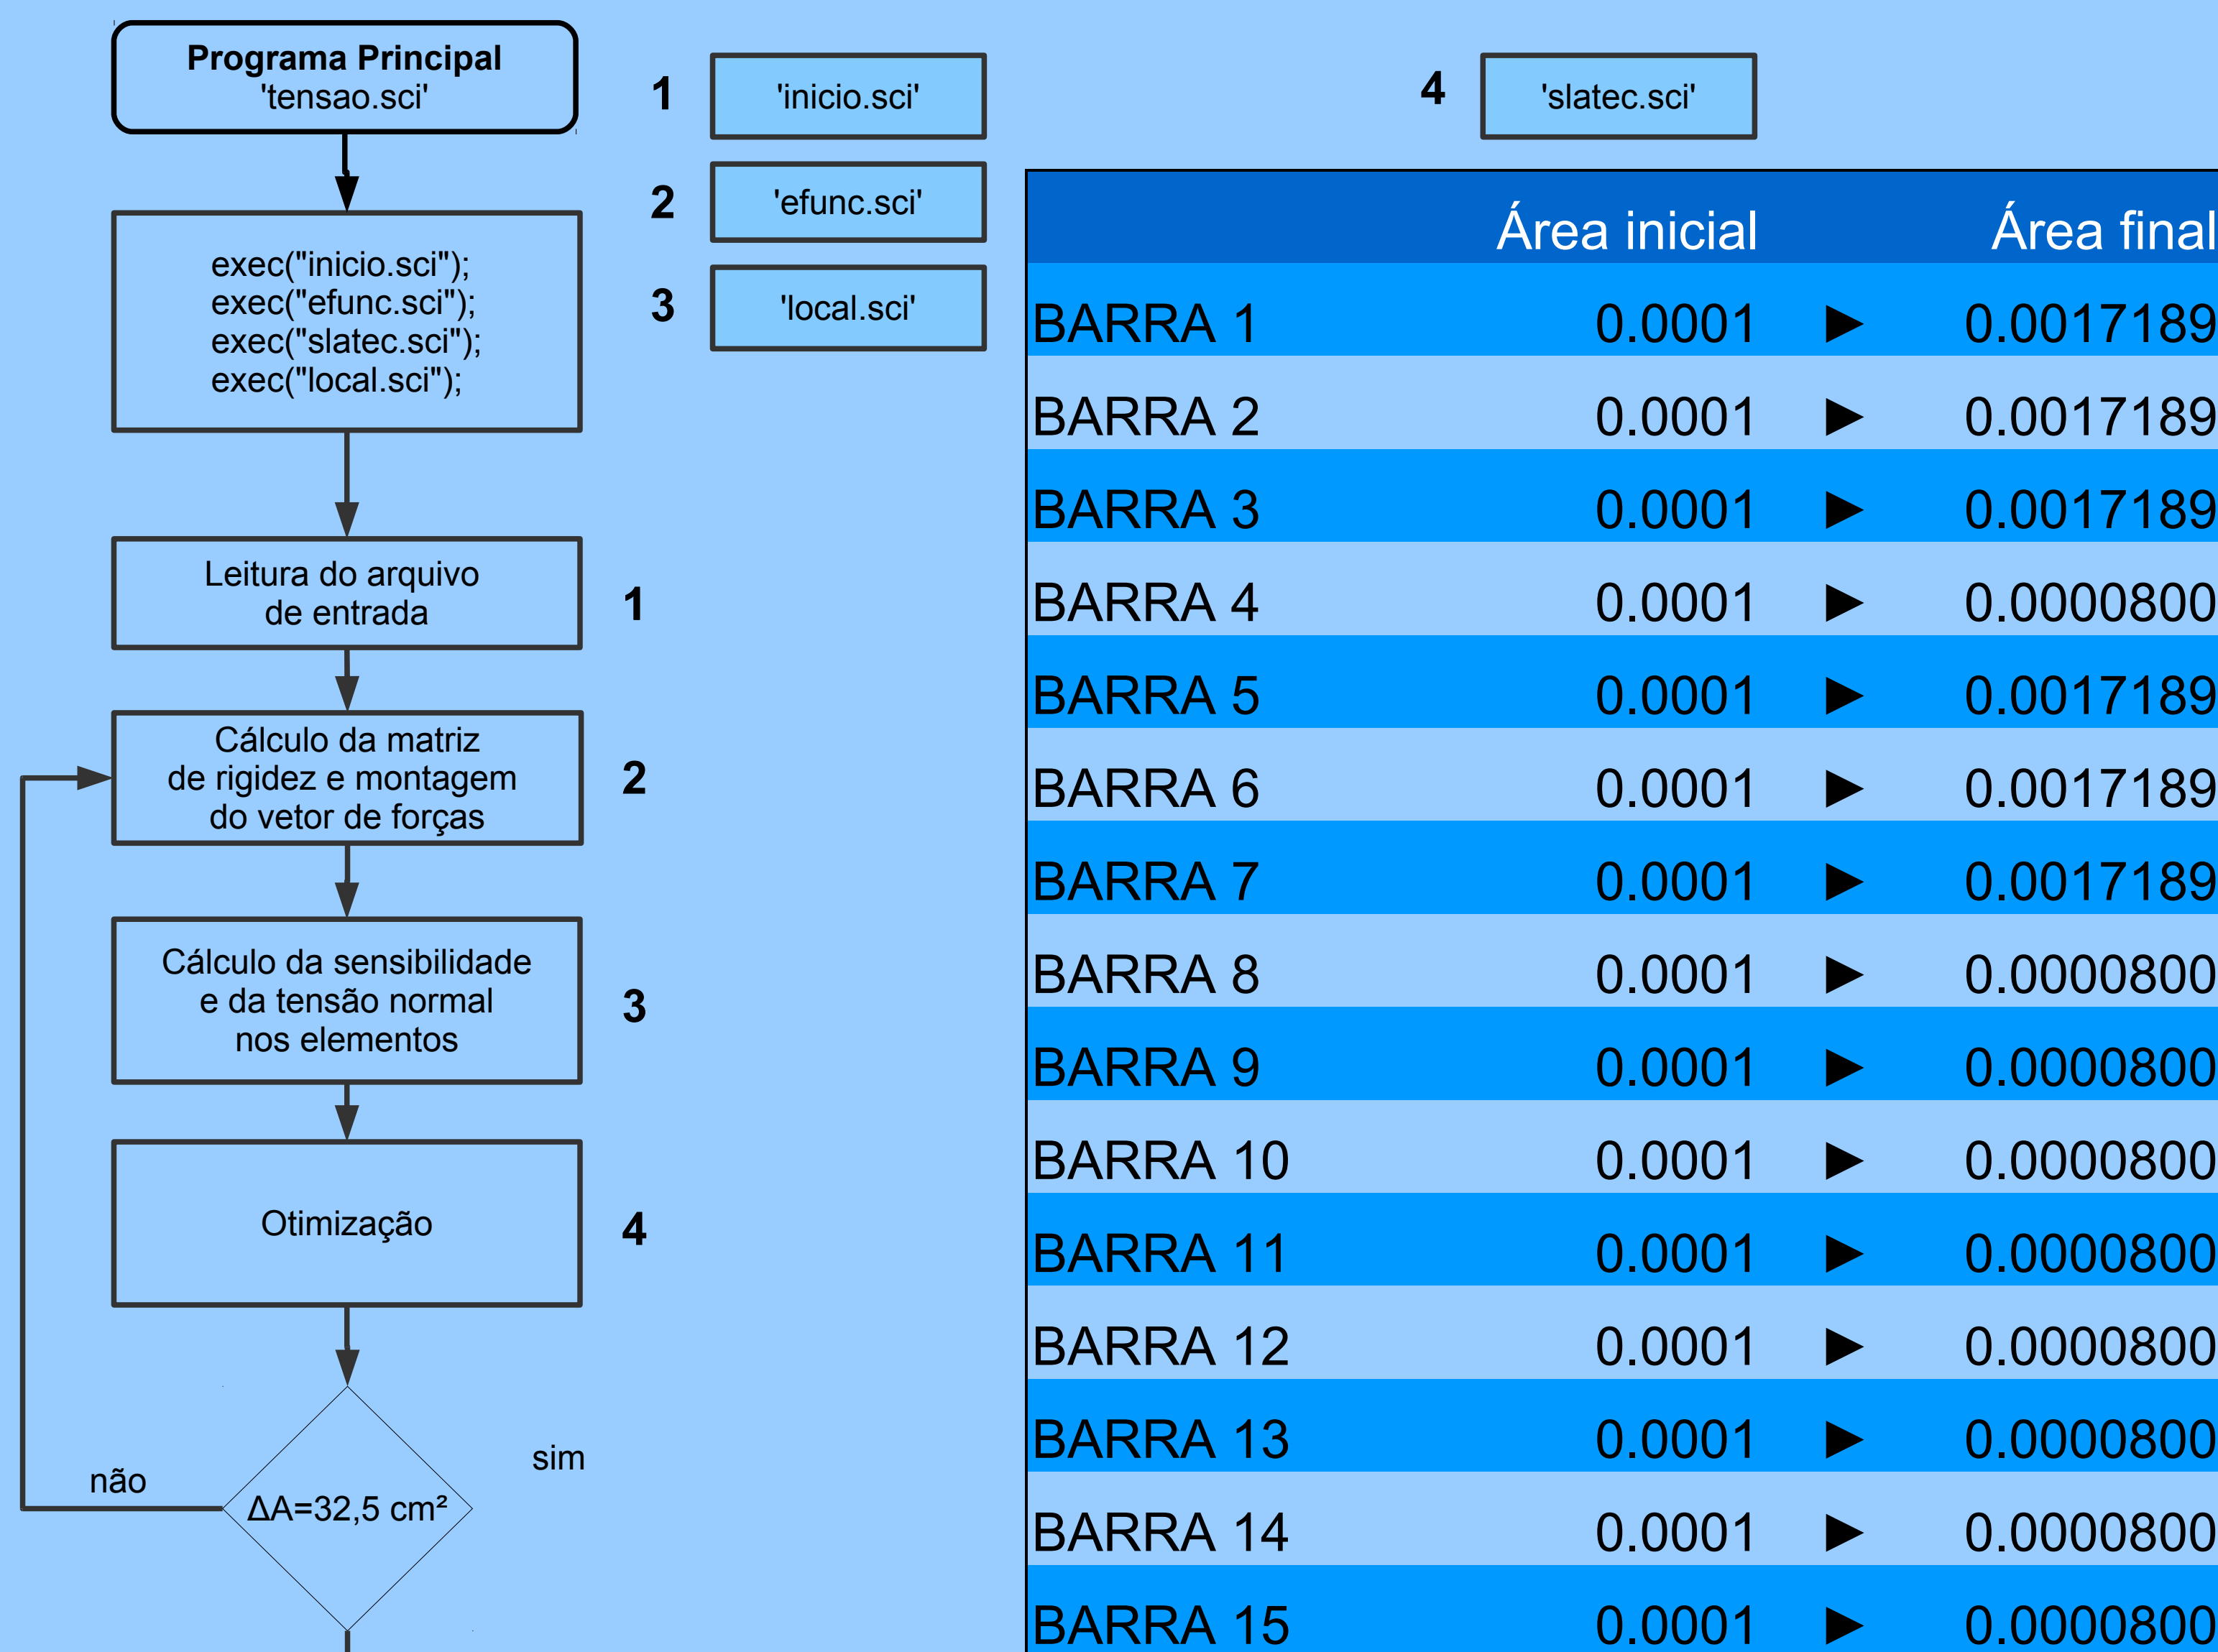 Programa Principal
'tensao.sci'
exec("inicio.sci");
exec("efunc.sci");
exec("slatec.sci");
exec("local.sci");
Leitura do arquivo
de entrada
1
Cálculo da matriz
de rigidez e montagem
do vetor de forças
2
Cálculo da sensibilidade
e da tensão normal
nos elementos
3
Otimização
4
não
sim
ΔA=32,5 cm²
1 'inicio.sci'
2 'efunc.sci'
3 'local.sci'
4 'slatec.sci'
Área inicial Área final
BARRA 1 0.0001 ► 0.0017189
BARRA 2 0.0001 ► 0.0017189
BARRA 3 0.0001 ► 0.0017189
BARRA 4 0.0001 ► 0.0000800
BARRA 5 0.0001 ► 0.0017189
BARRA 6 0.0001 ► 0.0017189
BARRA 7 0.0001 ► 0.0017189
BARRA 8 0.0001 ► 0.0000800
BARRA 9 0.0001 ► 0.0000800
BARRA 10 0.0001 ► 0.0000800
BARRA 11 0.0001 ► 0.0000800
BARRA 12 0.0001 ► 0.0000800
BARRA 13 0.0001 ► 0.0000800
BARRA 14 0.0001 ► 0.0000800
BARRA 15 0.0001 ► 0.0000800